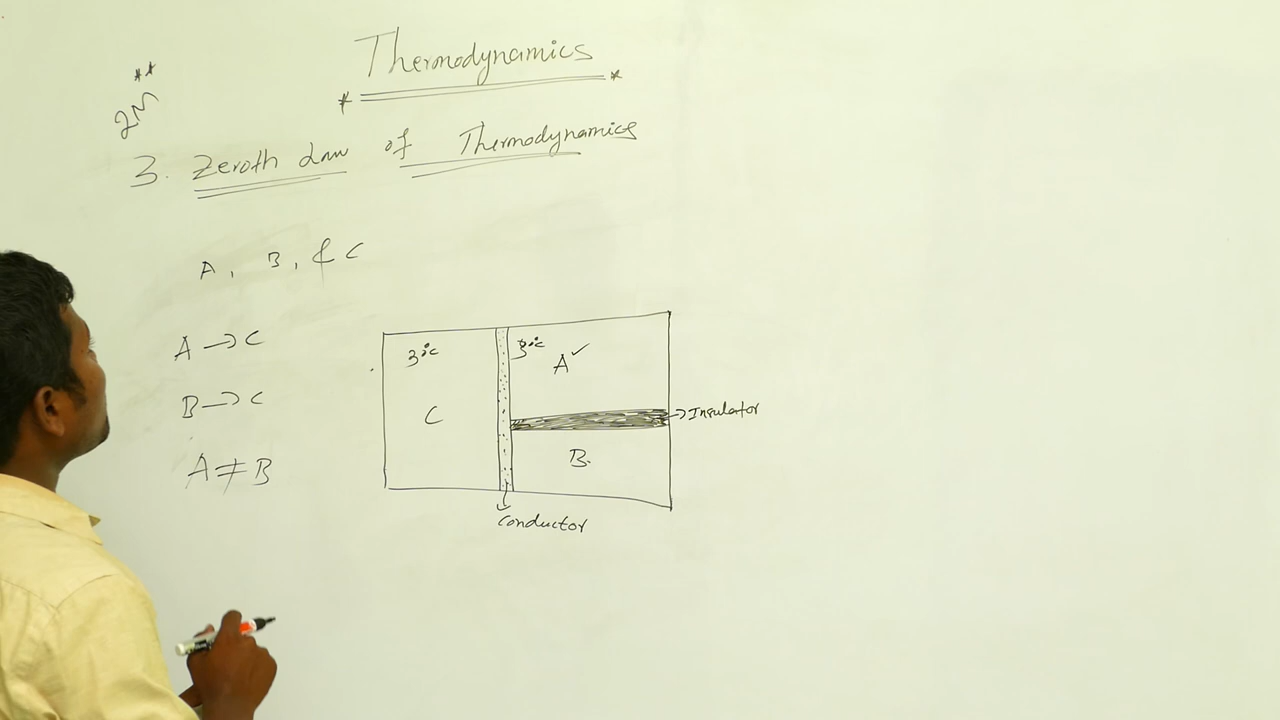 Thermodynamics
2M **
3. Zeroth Law of Thermodynamics
A, B, & C
A → C
B → C
A ≠ B
30°C
30°C
A ✓
C
→ Insulator
B.
Conductor